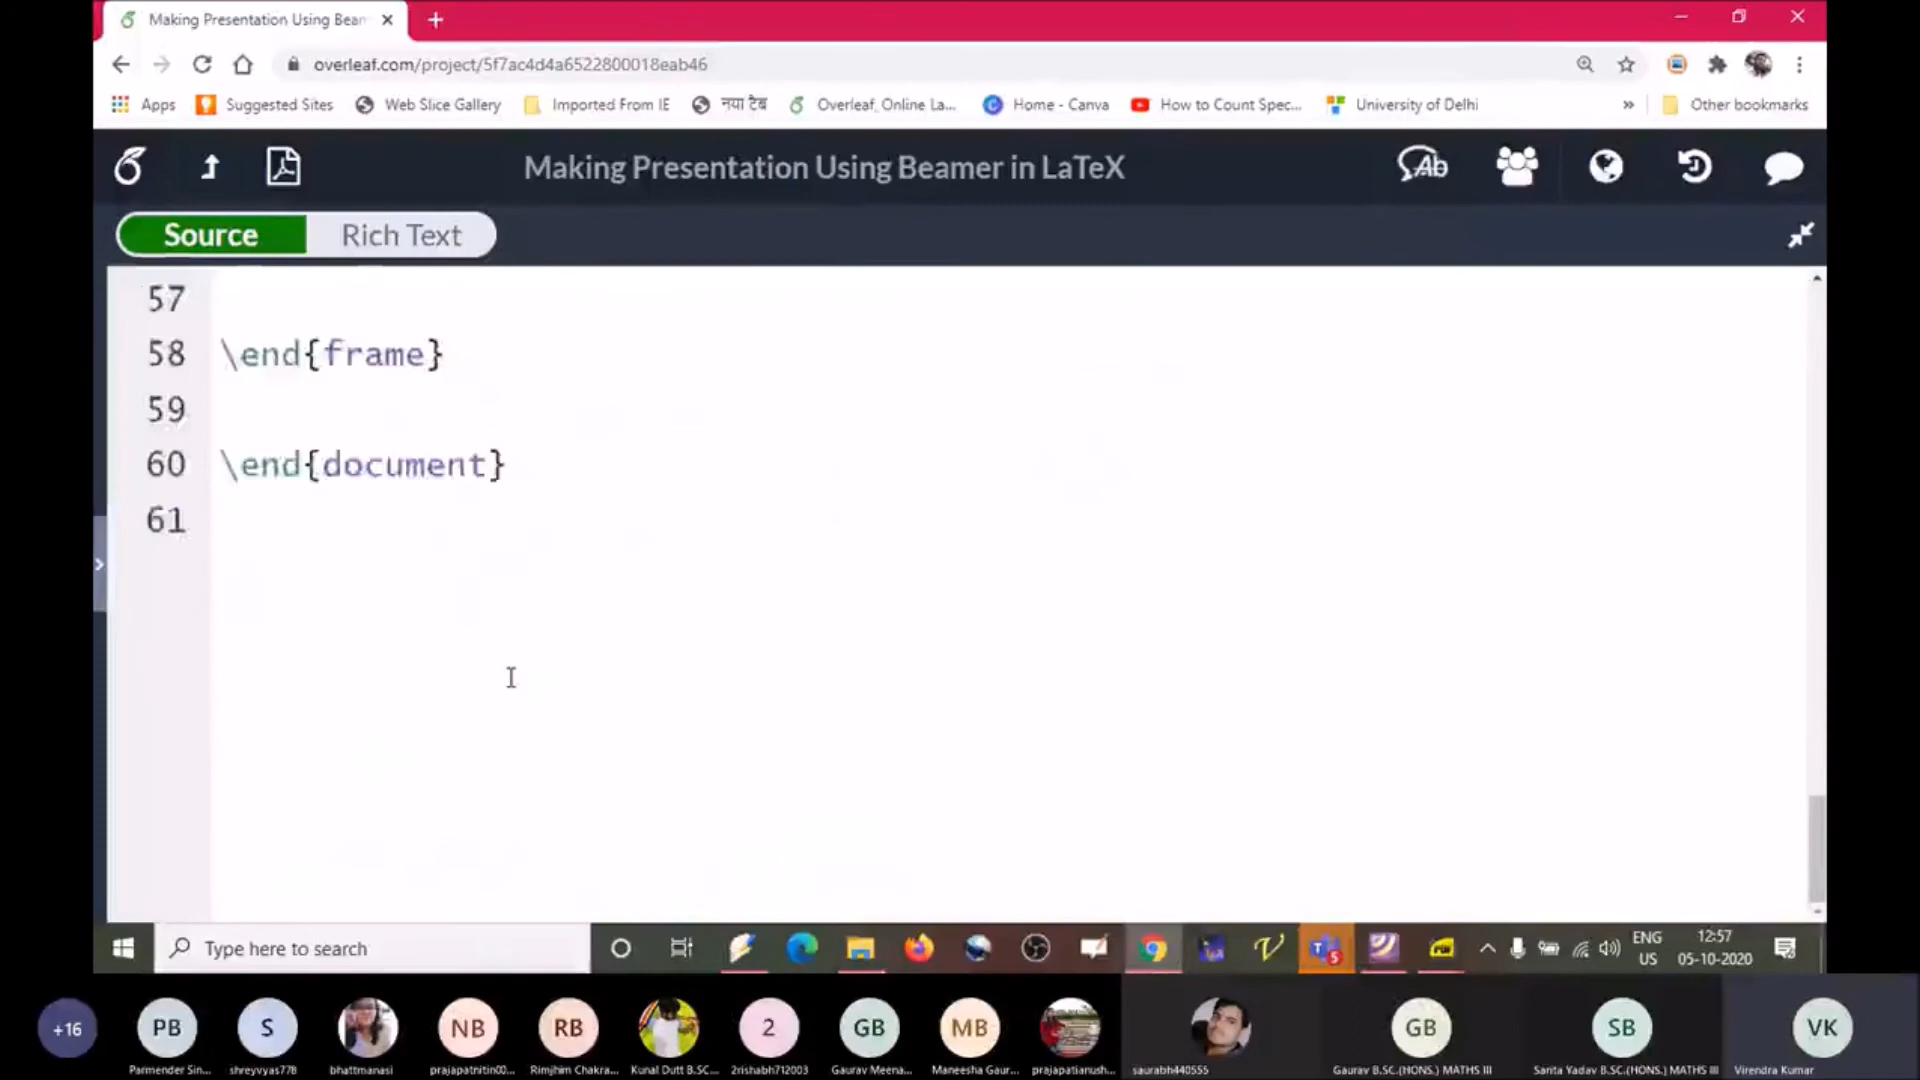 Making Presentation Using Bear
overleaf.com/project/5f7ac4d4a6522800018eab46
Apps Suggested Sites Web Slice Gallery Imported From IE नया टैब Overleaf, Online La... Home - Canva How to Count Spec... University of Delhi » Other bookmarks
Making Presentation Using Beamer in LaTeX
Ab
Source Rich Text
57
58 \end{frame}
59
60 \end{document}
61
Type here to search
5
ENG
US
12:57
05-10-2020
+16 PB S NB RB 2 GB MB GB SB VK
Parmender Sin... shreyvyas778 bhattmanasi prajapatnitin00... Rimjhim Chakra... Kunal Dutt B.SC... 2rishabh712003 Gaurav Meena... Maneesha Gaur... prajapatianush... saurabh440555 Gaurav B.SC.(HONS.) MATHS III Sarita Yadav B.SC.(HONS.) MATHS III Virendra Kumar